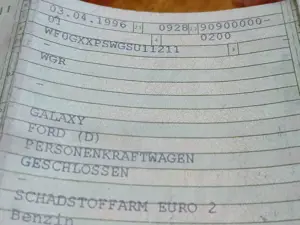 03.04.1996 0928 90900000-
01 0200
WF0GXXPSWGSU11211
-
WGR
-
GALAXY
FORD (D)
PERSONENKRAFTWAGEN
GESCHLOSSEN
-
SCHADSTOFFARM EURO 2
Benzin